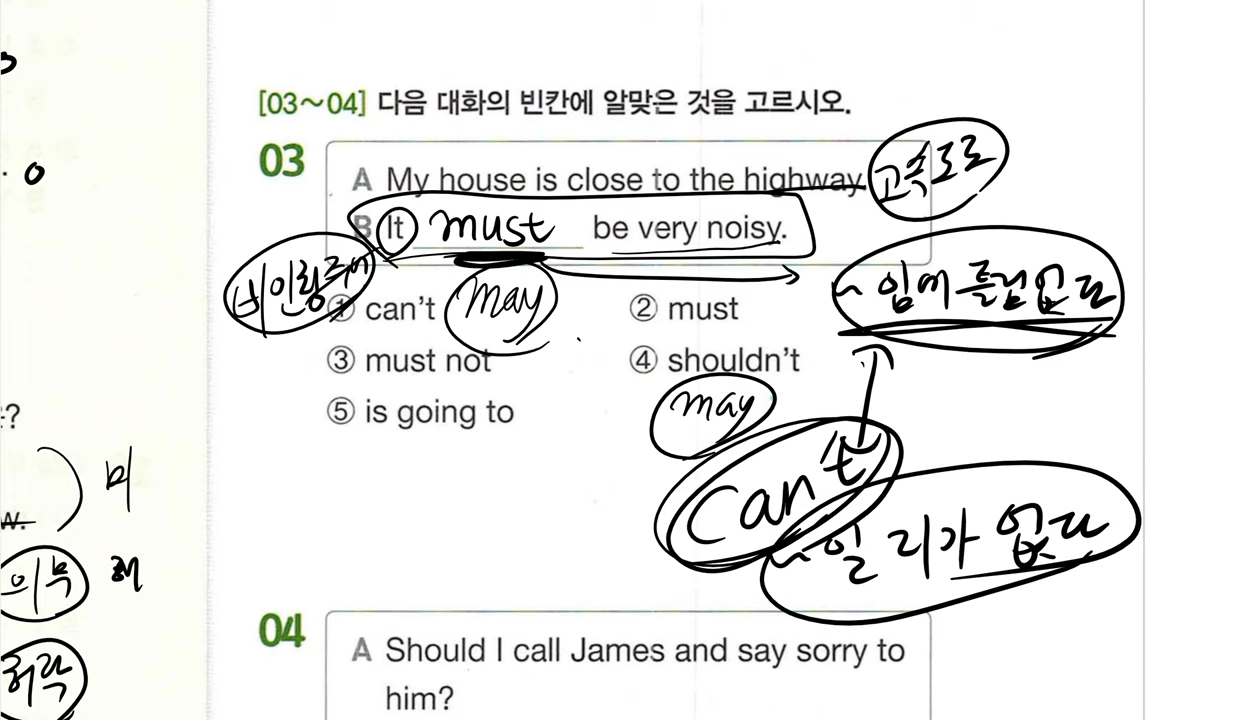 [03~04] 다음 대화의 빈칸에 알맞은 것을 고르시오.
03
A My house is close to the highway. 고속도로
B It must be very noisy.
비인칭주어
may
~임에 틀림없다
① can't ② must
③ must not ④ shouldn't
⑤ is going to
may
can't
~일 리가 없다
?
w.
의무
허락
04
A Should I call James and say sorry to
him?